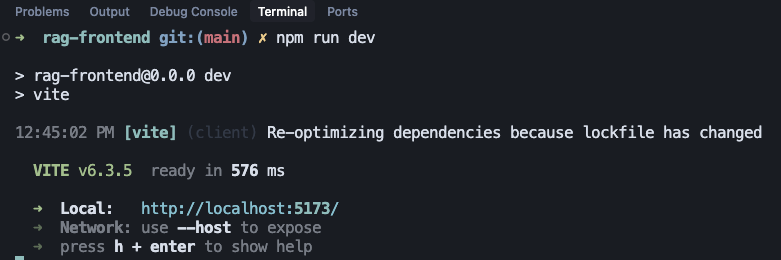 Problems Output Debug Console Terminal Ports
➜ rag-frontend git:(main) ✗ npm run dev
> rag-frontend@0.0.0 dev
> vite
12:45:02 PM [vite] (client) Re-optimizing dependencies because lockfile has changed
VITE v6.3.5 ready in 576 ms
➜ Local: http://localhost:5173/
➜ Network: use --host to expose
➜ press h + enter to show help